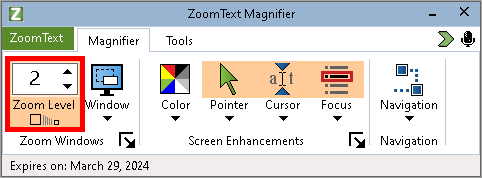 ZoomText Magnifier
ZoomText Magnifier Tools
2
Zoom Level Window Color Pointer Cursor Focus Navigation
Zoom Windows Screen Enhancements Navigation
Expires on: March 29, 2024